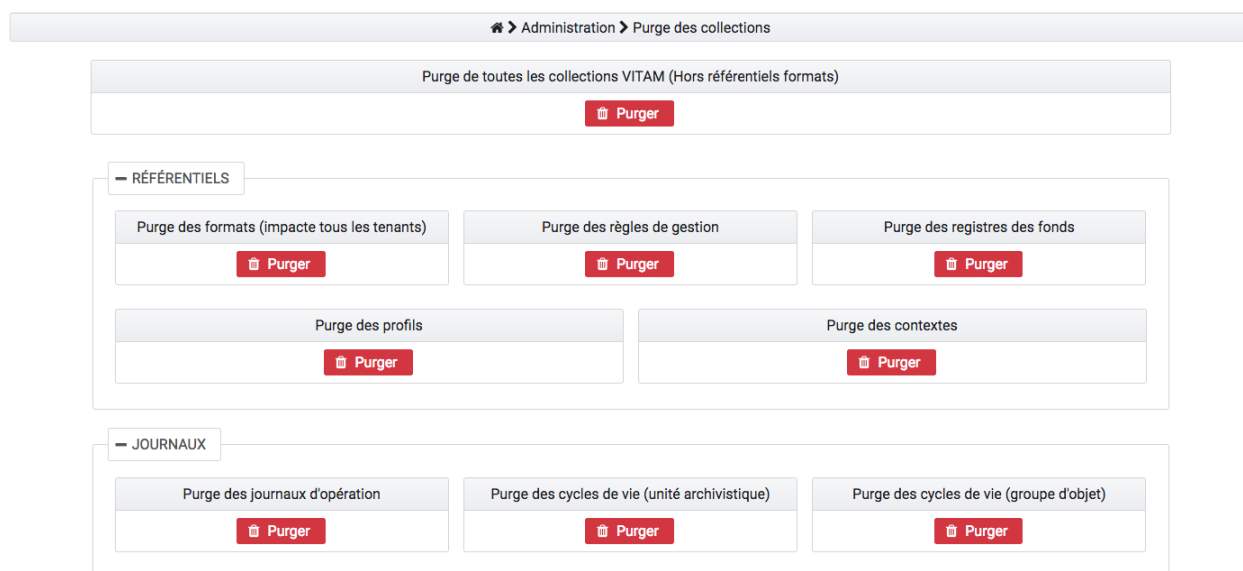 Administration Purge des collections
Purge de toutes les collections VITAM (Hors référentiels formats)
Purger
RÉFÉRENTIELS
Purge des formats (impacte tous les tenants)
Purger
Purge des règles de gestion
Purger
Purge des registres des fonds
Purger
Purge des profils
Purger
Purge des contextes
Purger
JOURNAUX
Purge des journaux d'opération
Purger
Purge des cycles de vie (unité archivistique)
Purger
Purge des cycles de vie (groupe d'objet)
Purger